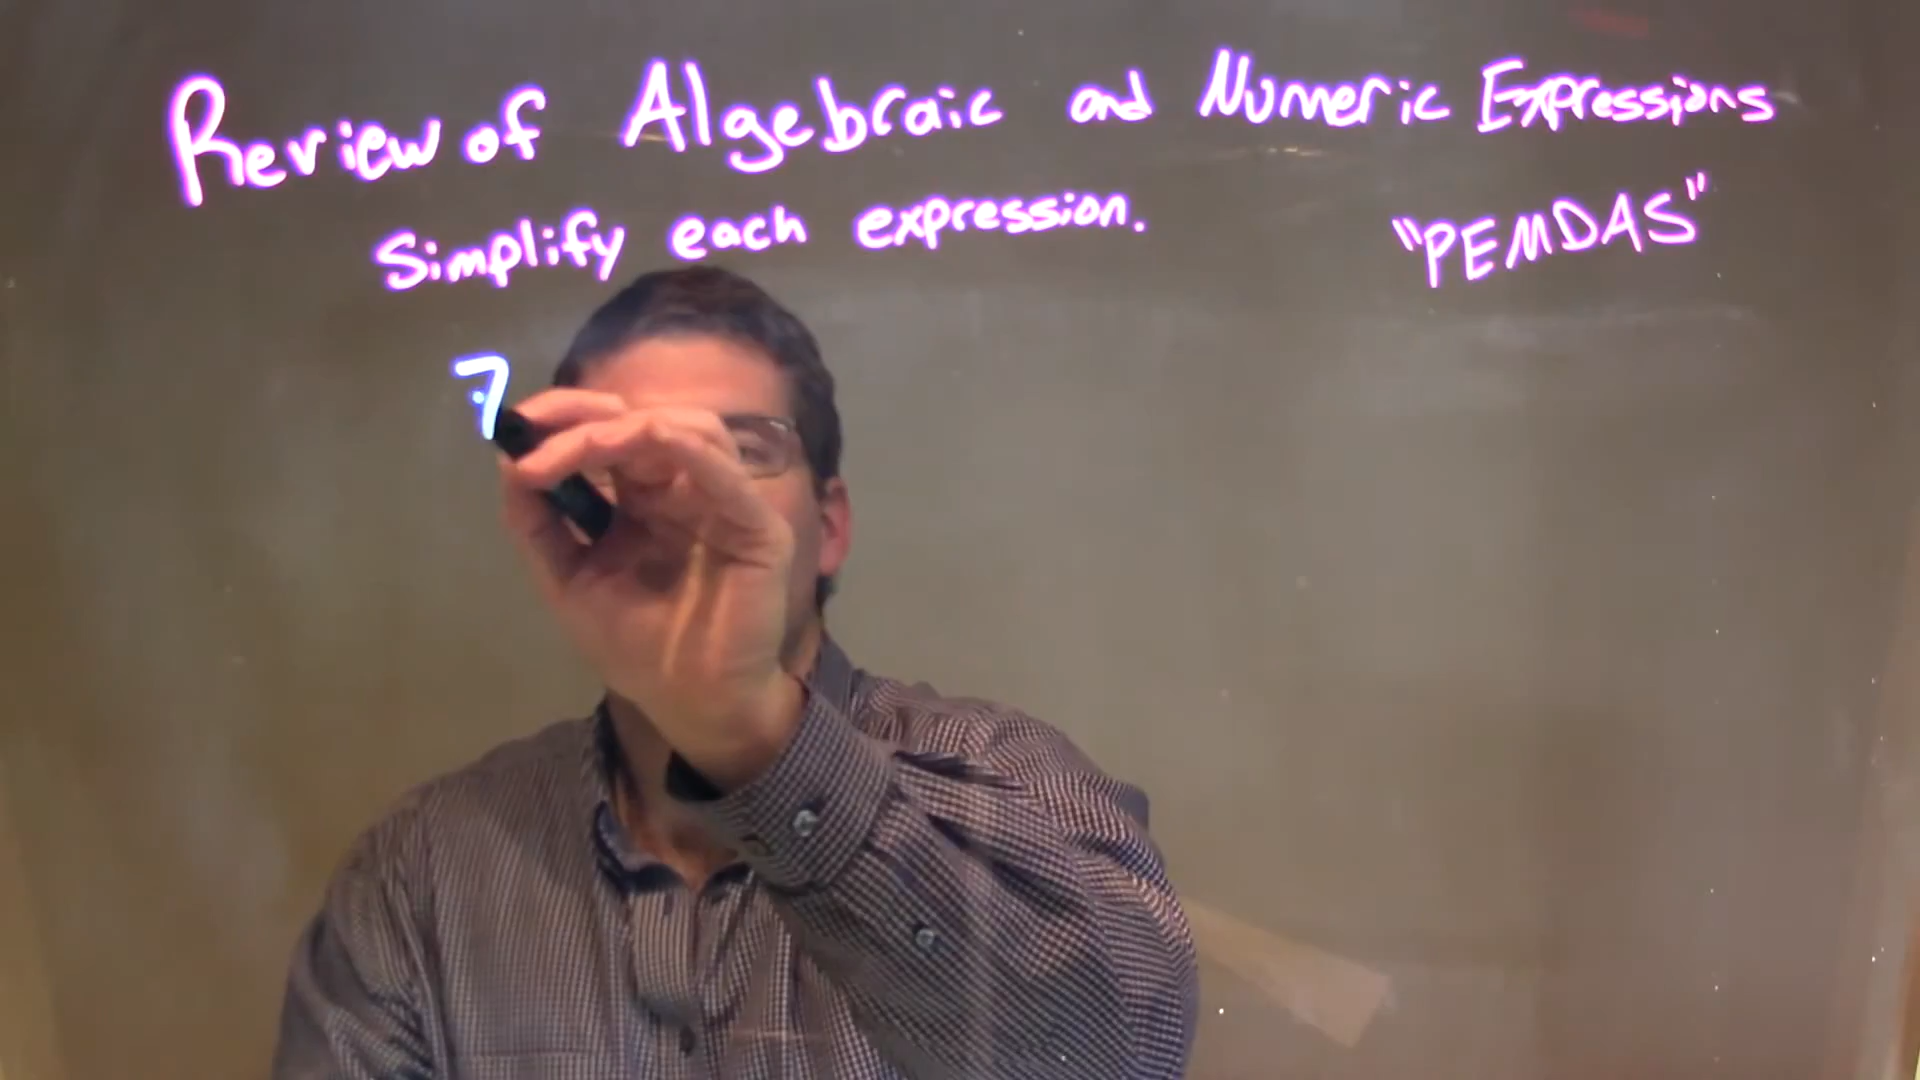 Review of Algebraic and Numeric Expressions
Simplify each expression. "PEMDAS"
7